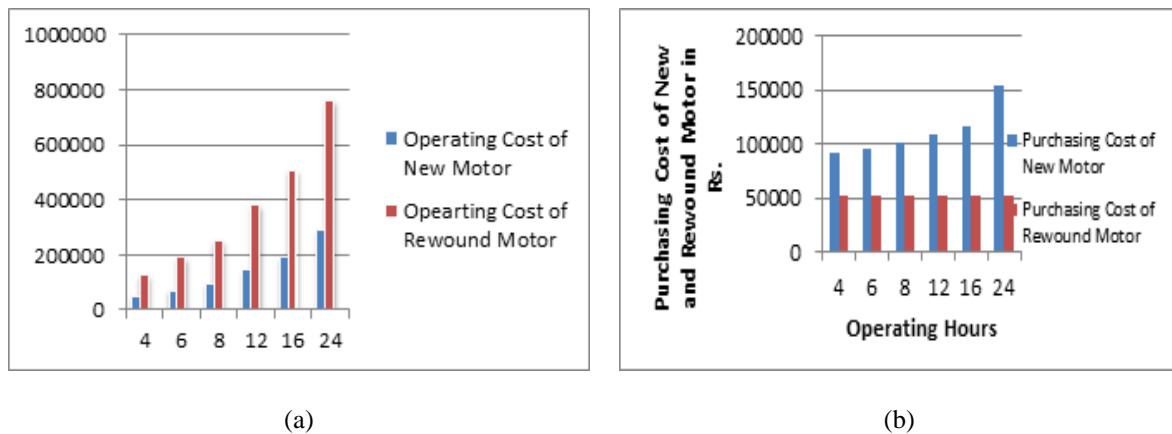 1000000
800000
600000
400000
200000
0
4 6 8 12 16 24
Operating Cost of
New Motor
Opearting Cost of
Rewound Motor
(a)
Purchasing Cost of New
and Rewound Motor in
Rs.
200000
150000
100000
50000
0
4 6 8 12 16 24
Operating Hours
Purchasing Cost of
New Motor
Purchasing Cost of
Rewound Motor
(b)